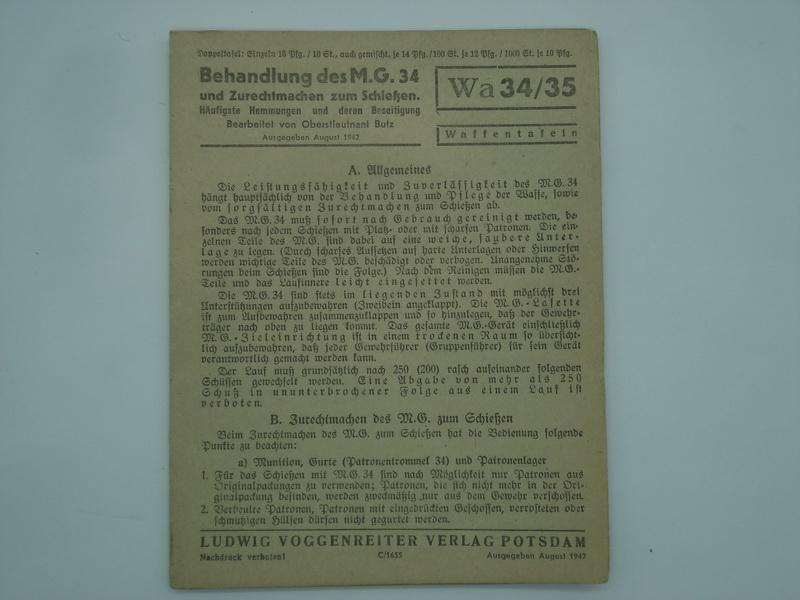 Doppeltafel: Einzeln 18 Pfg. / 10 St., auch gemischt, je 14 Pfg. / 100 St. je 12 Pfg. / 1000 St. je 10 Pfg.
Behandlung des M.G. 34
und Zurechtmachen zum Schießen.
Häufigste Hemmungen und deren Beseitigung
Bearbeitet von Oberstleutnant Butz
Ausgegeben August 1942
Wa 34/35
Waffentafeln
A. Allgemeines
Die Leistungsfähigkeit und Zuverlässigkeit des M.G. 34
hängt hauptsächlich von der Behandlung und Pflege der Waffe, sowie
vom sorgfältigen Zurechtmachen zum Schießen ab.
Das M.G. 34 muß sofort nach Gebrauch gereinigt werden, be-
sonders nach jedem Schießen mit Platz- oder mit scharfen Patronen. Die ein-
zelnen Teile des M.G. sind dabei auf eine weiche, saubere Unter-
lage zu legen. (Durch scharfes Aufsetzen auf harte Unterlagen oder Hinwerfen
werden wichtige Teile des M.G. beschädigt oder verbogen. Unangenehme Stö-
rungen beim Schießen sind die Folge.) Nach dem Reinigen müssen die M.G.-
Teile und das Laufinnere leicht eingefettet werden.
Die M.G. 34 sind stets im liegenden Zustand mit möglichst drei
Unterstützungen aufzubewahren (Zweibein angeklappt). Die M.G.-Lafette
ist zum Aufbewahren zusammenzuklappen und so hinzulegen, daß der Gewehr-
träger nach oben zu liegen kommt. Das gesamte M.G.-Gerät einschließlich
M.G.-Zieleinrichtung ist in einem trockenen Raum so übersicht-
lich aufzubewahren, daß jeder Gewehrführer (Gruppenführer) für sein Gerät
verantwortlich gemacht werden kann.
Der Lauf muß grundsätzlich nach 250 (200) rasch aufeinander folgenden
Schüssen gewechselt werden. Eine Abgabe von mehr als 250
Schuß in ununterbrochener Folge aus einem Lauf ist
verboten.
B. Zurechtmachen des M.G. zum Schießen
Beim Zurechtmachen des M.G. zum Schießen hat die Bedienung folgende
Punkte zu beachten:
a) Munition, Gurte (Patronentrommel 34) und Patronenlager
1. Für das Schießen mit M.G. 34 sind nach Möglichkeit nur Patronen aus
Originalpackungen zu verwenden; Patronen, die sich nicht mehr in der Ori-
ginalpackung befinden, werden zweckmäßig nur aus dem Gewehr verschossen.
2. Verbeulte Patronen, Patronen mit eingedrückten Geschossen, verrosteten oder
schmutzigen Hülsen dürfen nicht gegurtet werden.
LUDWIG VOGGENREITER VERLAG POTSDAM
Nachdruck verboten! C/1655 Ausgegeben August 1942